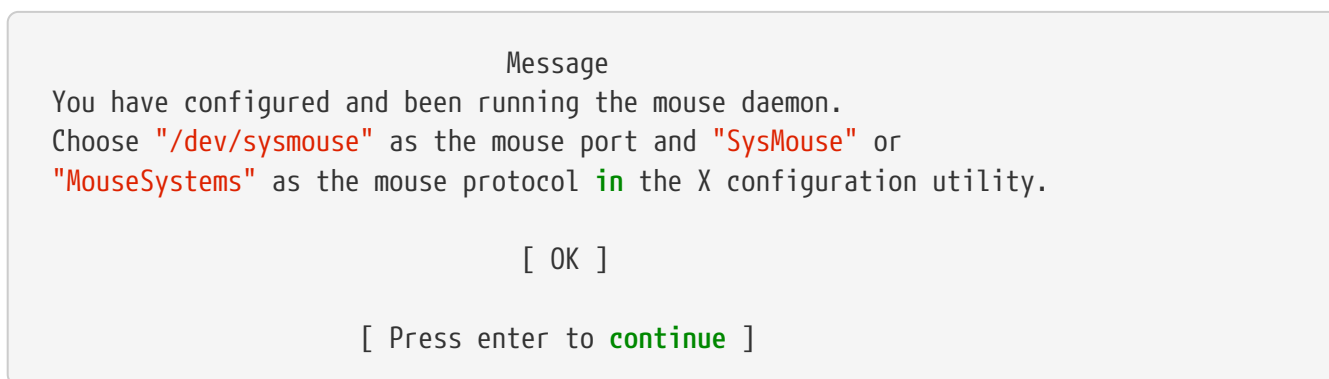 Message
You have configured and been running the mouse daemon.
Choose "/dev/sysmouse" as the mouse port and "SysMouse" or
"MouseSystems" as the mouse protocol in the X configuration utility.
[ OK ]
[ Press enter to continue ]